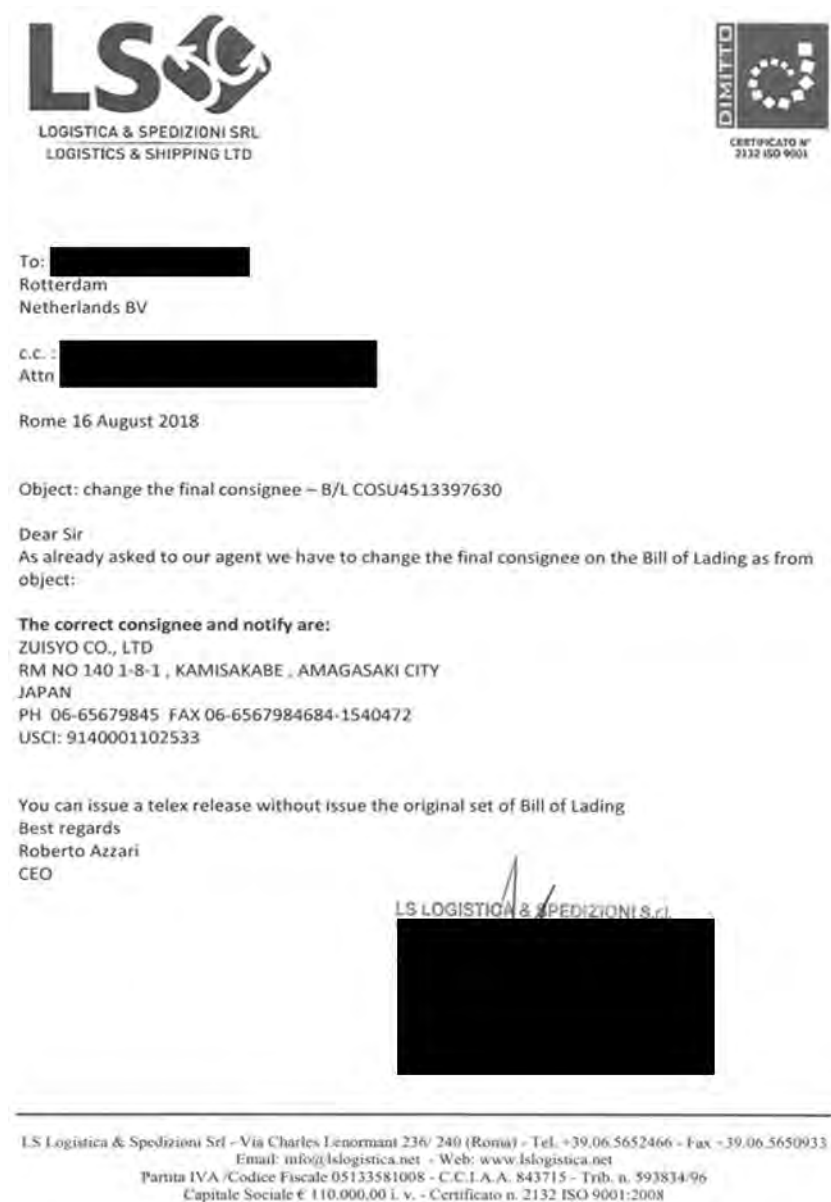 LS
LOGISTICA & SPEDIZIONI SRL
LOGISTICS & SHIPPING LTD
DIMITTO
CERTIFICATO N°
2132 ISO 9001
To:
Rotterdam
Netherlands BV
c.c. :
Attn
Rome 16 August 2018
Object: change the final consignee – B/L COSU4513397630
Dear Sir
As already asked to our agent we have to change the final consignee on the Bill of Lading as from
object:
The correct consignee and notify are:
ZUISYO CO., LTD
RM NO 140 1-8-1 , KAMISAKABE , AMAGASAKI CITY
JAPAN
PH 06-65679845 FAX 06-6567984684-1540472
USCI: 9140001102533
You can issue a telex release without issue the original set of Bill of Lading
Best regards
Roberto Azzari
CEO
LS LOGISTICA & SPEDIZIONI S.r.l.
LS Logistica & Spedizioni Srl - Via Charles Lenormant 236/ 240 (Roma) - Tel. +39.06.5652466 - Fax +39.06.5650933
Email: info@lslogistica.net - Web: www.lslogistica.net
Partita IVA /Codice Fiscale 05133581008 - C.C.I.A.A. 843715 - Trib. n. 593834/96
Capitale Sociale € 110.000,00 i. v. - Certificato n. 2132 ISO 9001:2008